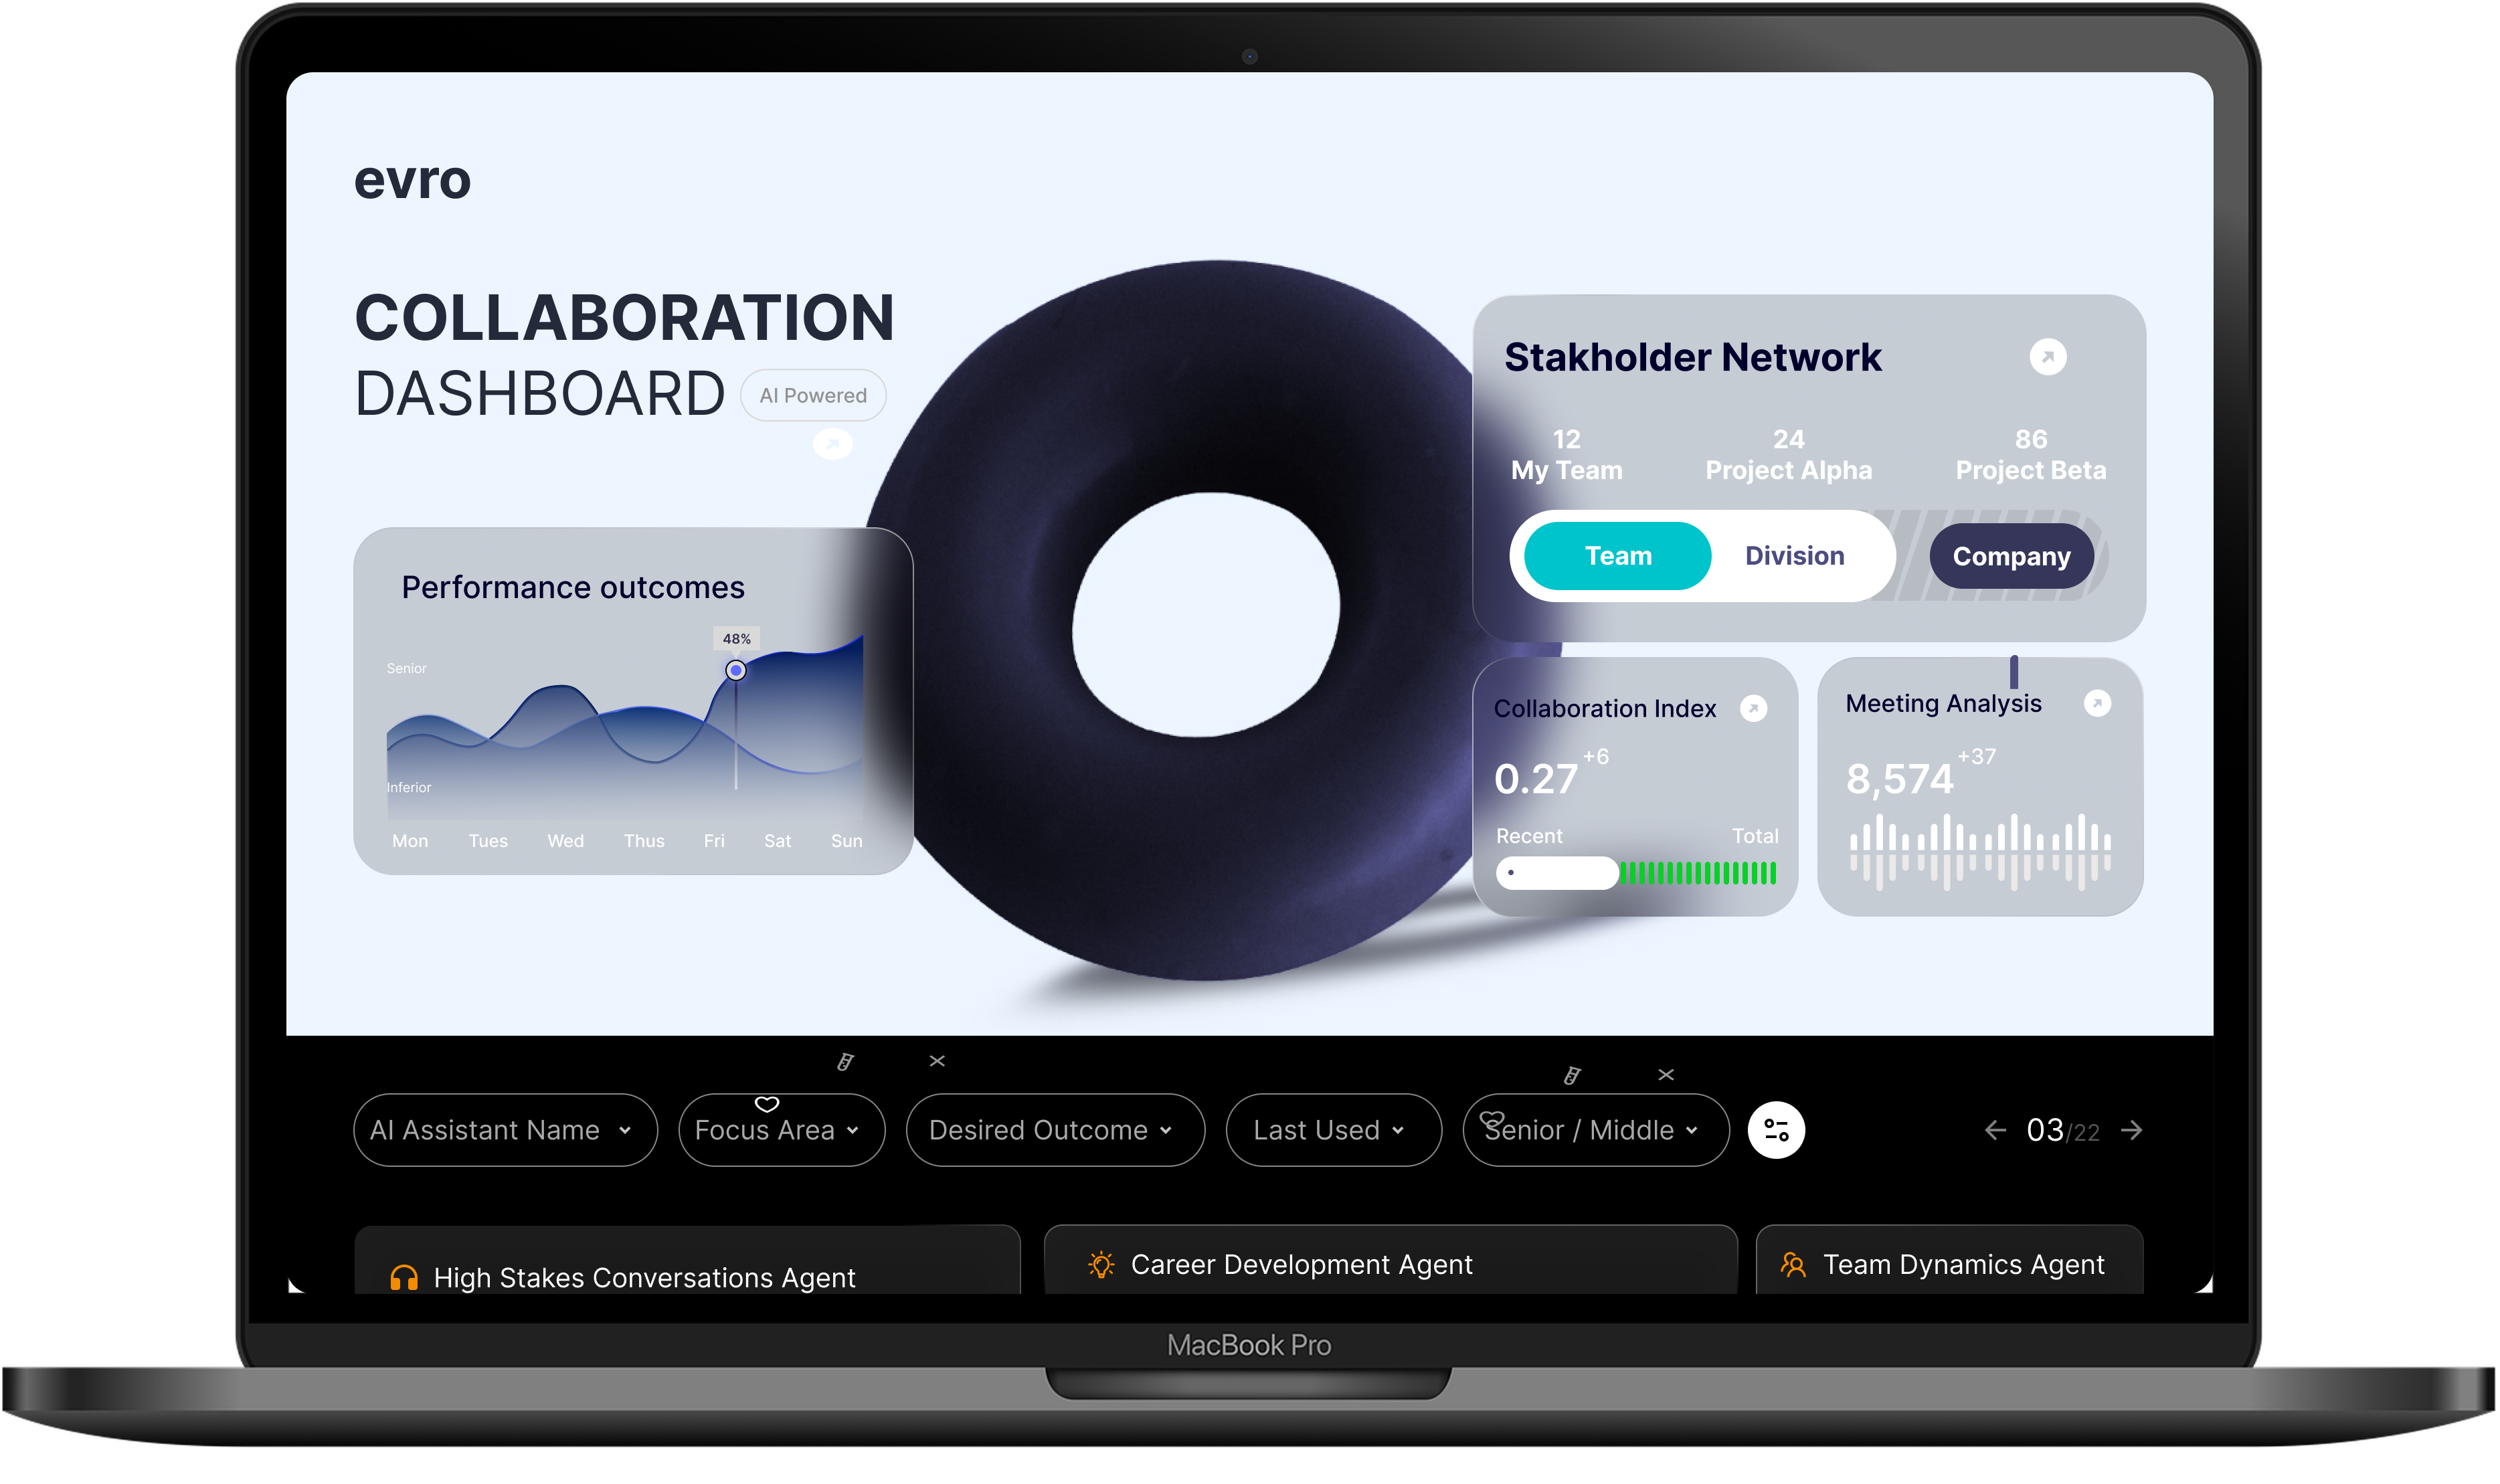 evro
COLLABORATION
DASHBOARD
AI Powered
Performance outcomes
48%
Senior
Inferior
Mon Tues Wed Thus Fri Sat Sun
Stakholder Network
12 24 86
My Team Project Alpha Project Beta
Team Division Company
Collaboration Index
0.27 +6
Recent Total
Meeting Analysis
8,574 +37
AI Assistant Name Focus Area Desired Outcome Last Used Senior / Middle 03/22
High Stakes Conversations Agent
Career Development Agent
Team Dynamics Agent
MacBook Pro